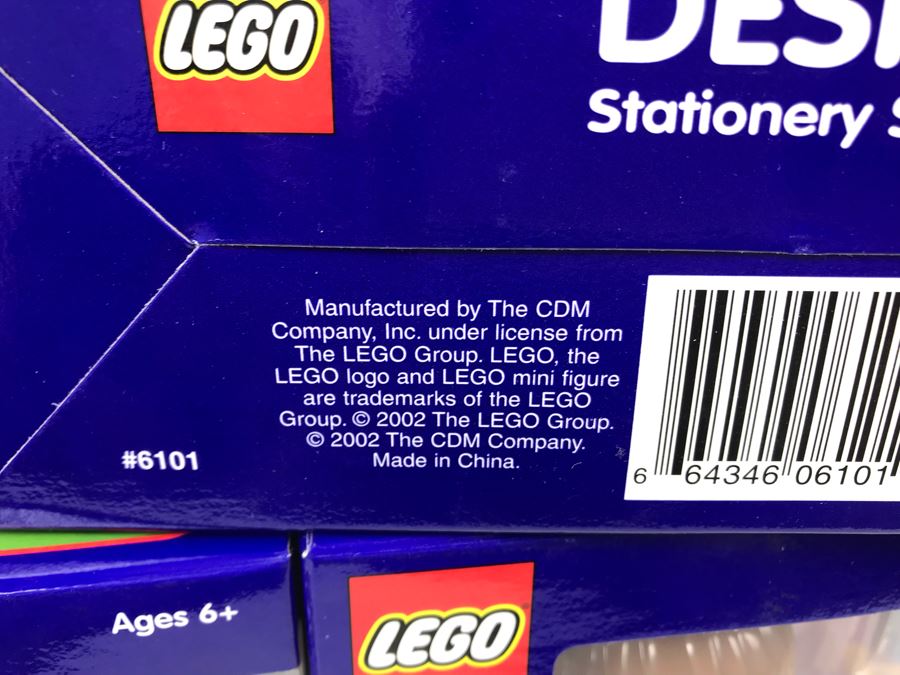 LEGO
DES
Stationery
Manufactured by The CDM
Company, Inc. under license from
The LEGO Group. LEGO, the
LEGO logo and LEGO mini figure
are trademarks of the LEGO
Group. © 2002 The LEGO Group.
© 2002 The CDM Company.
Made in China.
#6101
6 64346 06101
Ages 6+
LEGO